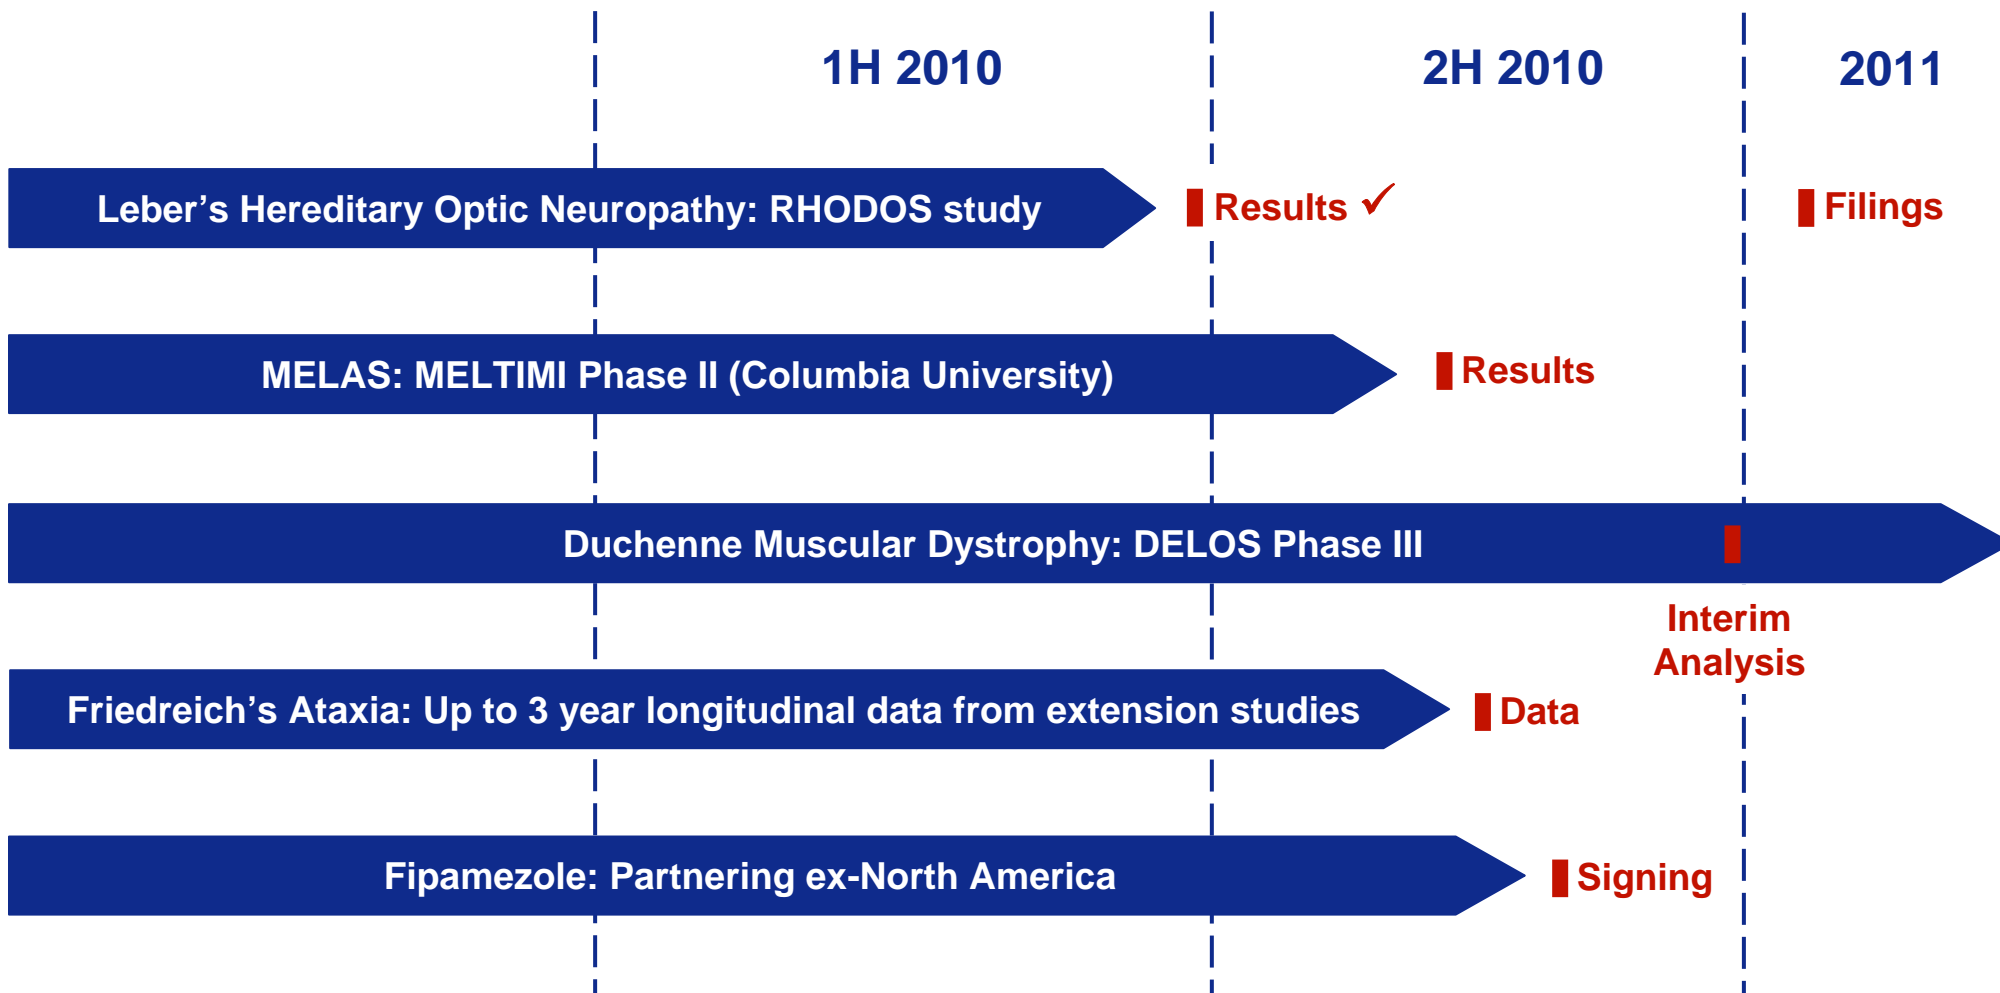 1H 2010
2H 2010
2011
Leber’s Hereditary Optic Neuropathy: RHODOS study
Results ✓
Filings
MELAS: MELTIMI Phase II (Columbia University)
Results
Duchenne Muscular Dystrophy: DELOS Phase III
Interim
Analysis
Friedreich’s Ataxia: Up to 3 year longitudinal data from extension studies
Data
Fipamezole: Partnering ex-North America
Signing